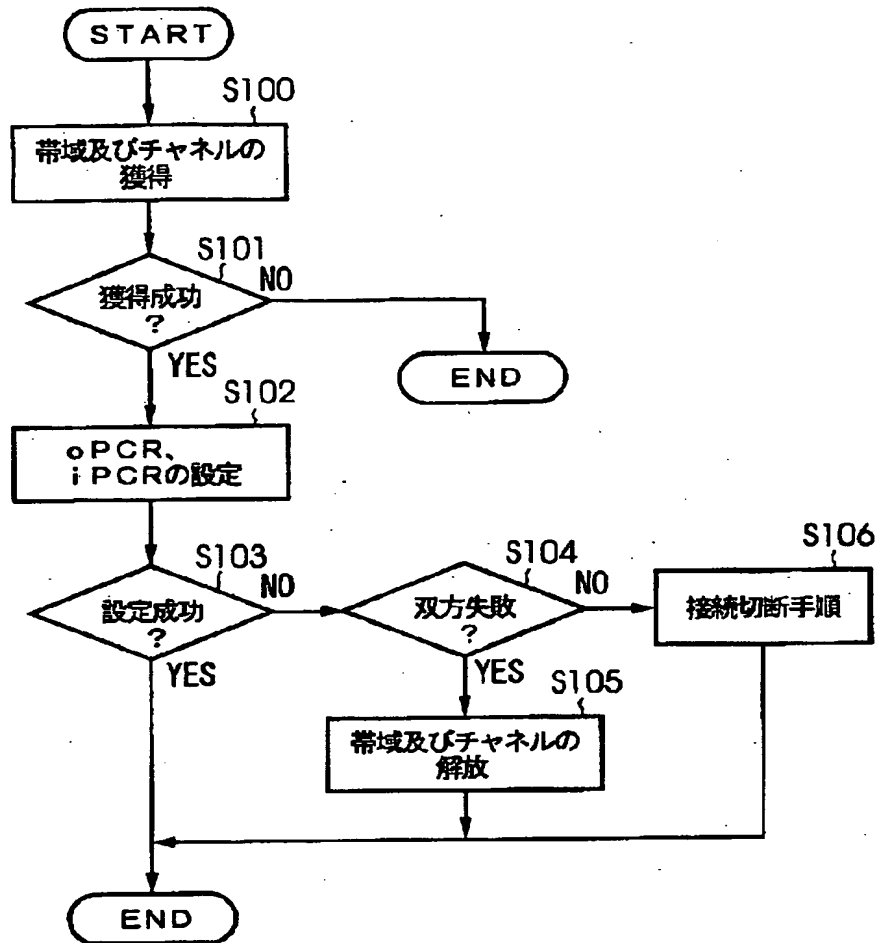 START
S100
帯域及びチャネルの
獲得
S101
NO
獲得成功
?
YES
END
S102
oPCR、
iPCRの設定
S103
NO
設定成功
?
YES
S104
NO
双方失敗
?
YES
S106
接続切断手順
S105
帯域及びチャネルの
解放
END